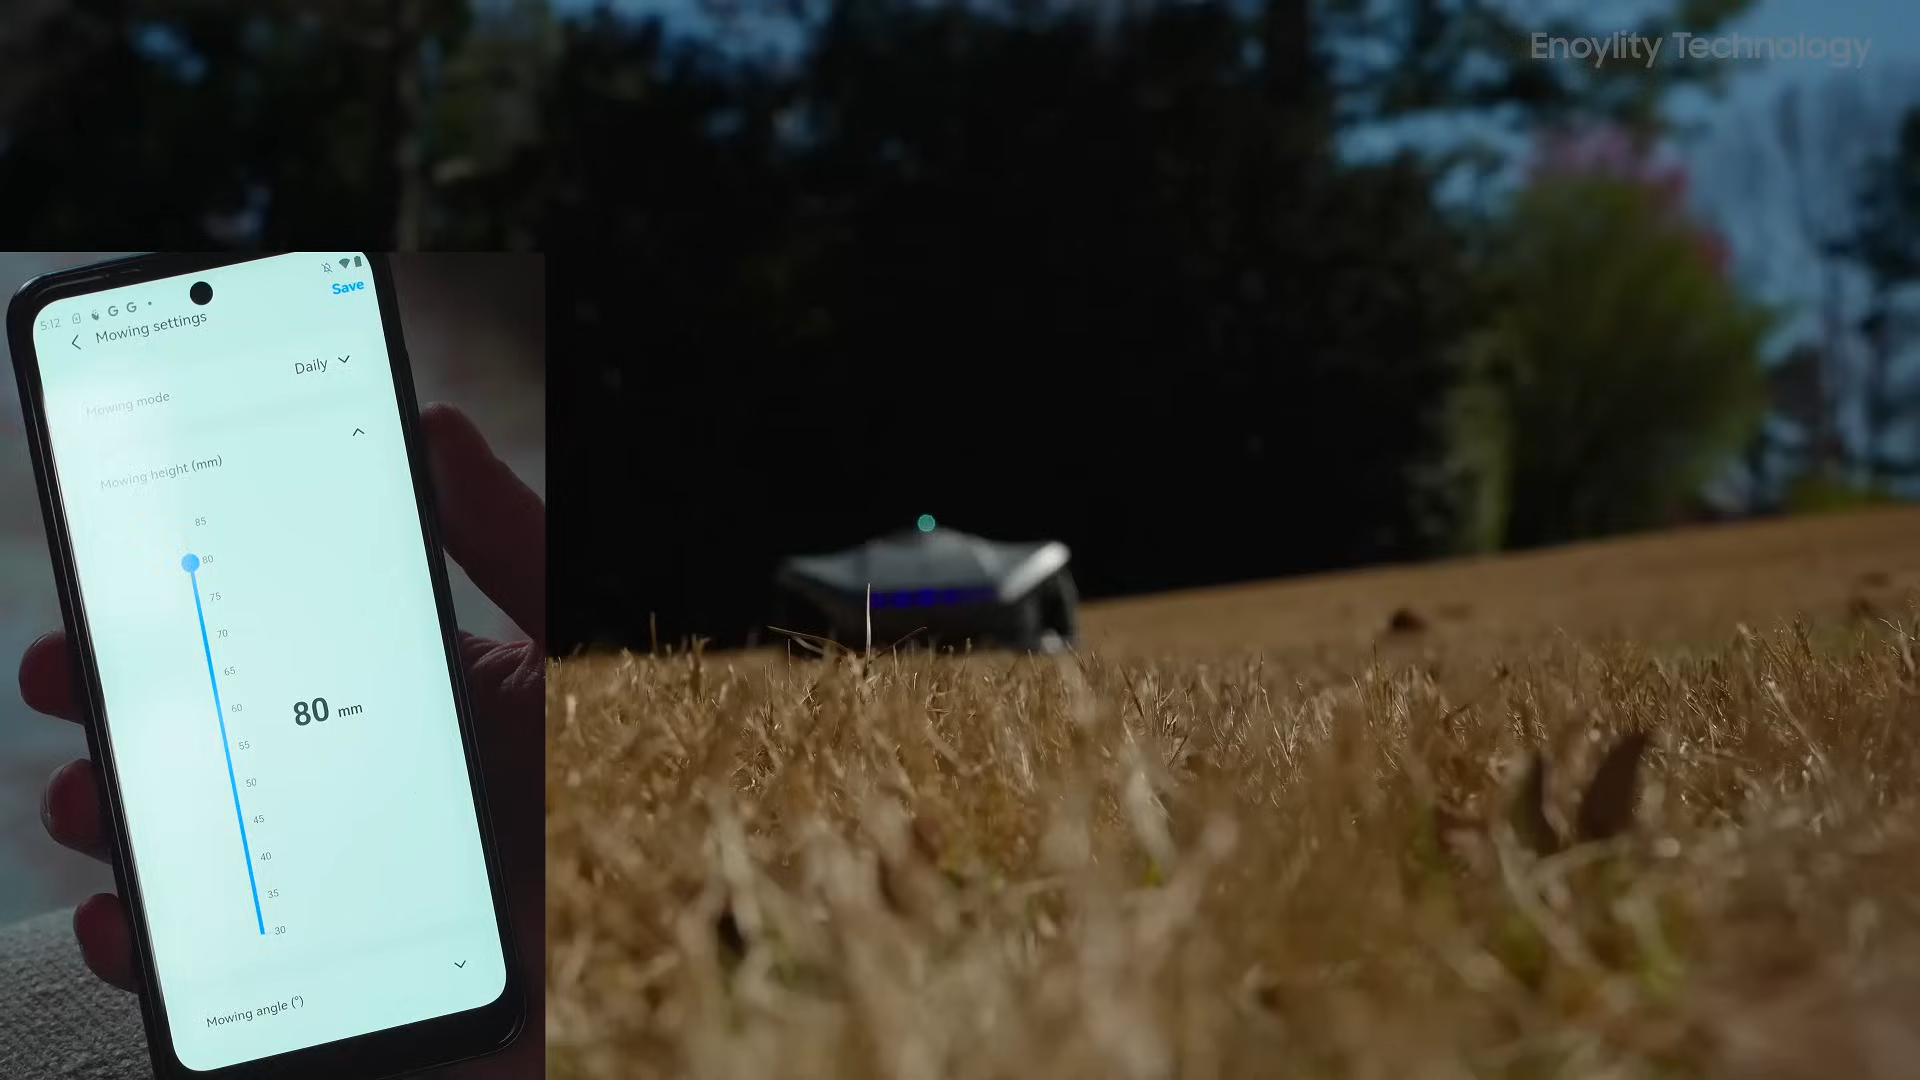 Enoylity Technology
5:12 G G
Save
Mowing settings
Daily
Mowing mode
Mowing height (mm)
85
80
75
70
65
60
80 mm
55
50
45
40
35
30
Mowing angle (°)